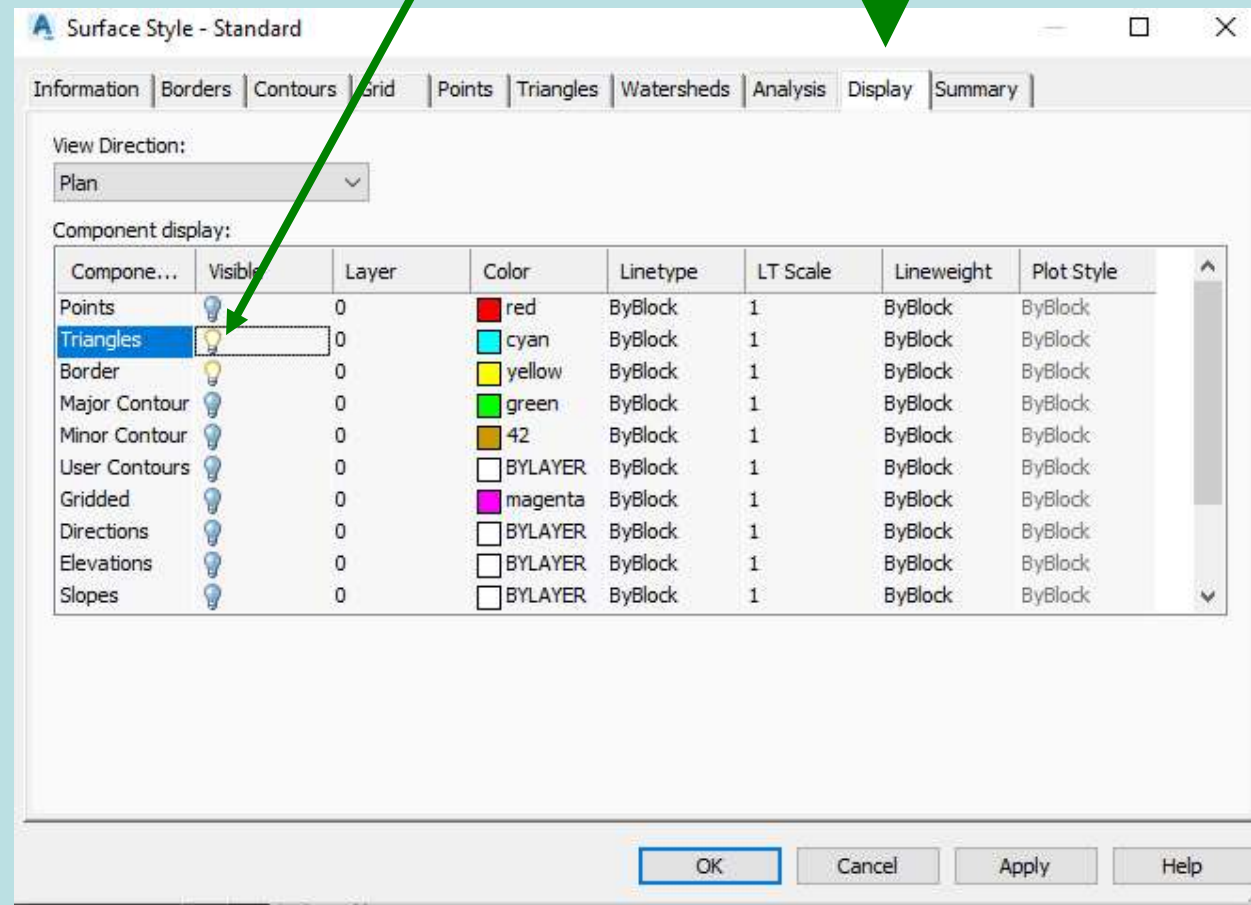 Surface Style - Standard
Information Borders Contours Grid Points Triangles Watersheds Analysis Display Summary
View Direction:
Plan
Component display:
Compone... Visible Layer Color Linetype LT Scale Lineweight Plot Style
Points 0 red ByBlock 1 ByBlock ByBlock
Triangles 0 cyan ByBlock 1 ByBlock ByBlock
Border 0 yellow ByBlock 1 ByBlock ByBlock
Major Contour 0 green ByBlock 1 ByBlock ByBlock
Minor Contour 0 42 ByBlock 1 ByBlock ByBlock
User Contours 0 BYLAYER ByBlock 1 ByBlock ByBlock
Gridded 0 magenta ByBlock 1 ByBlock ByBlock
Directions 0 BYLAYER ByBlock 1 ByBlock ByBlock
Elevations 0 BYLAYER ByBlock 1 ByBlock ByBlock
Slopes 0 BYLAYER ByBlock 1 ByBlock ByBlock
OK Cancel Apply Help